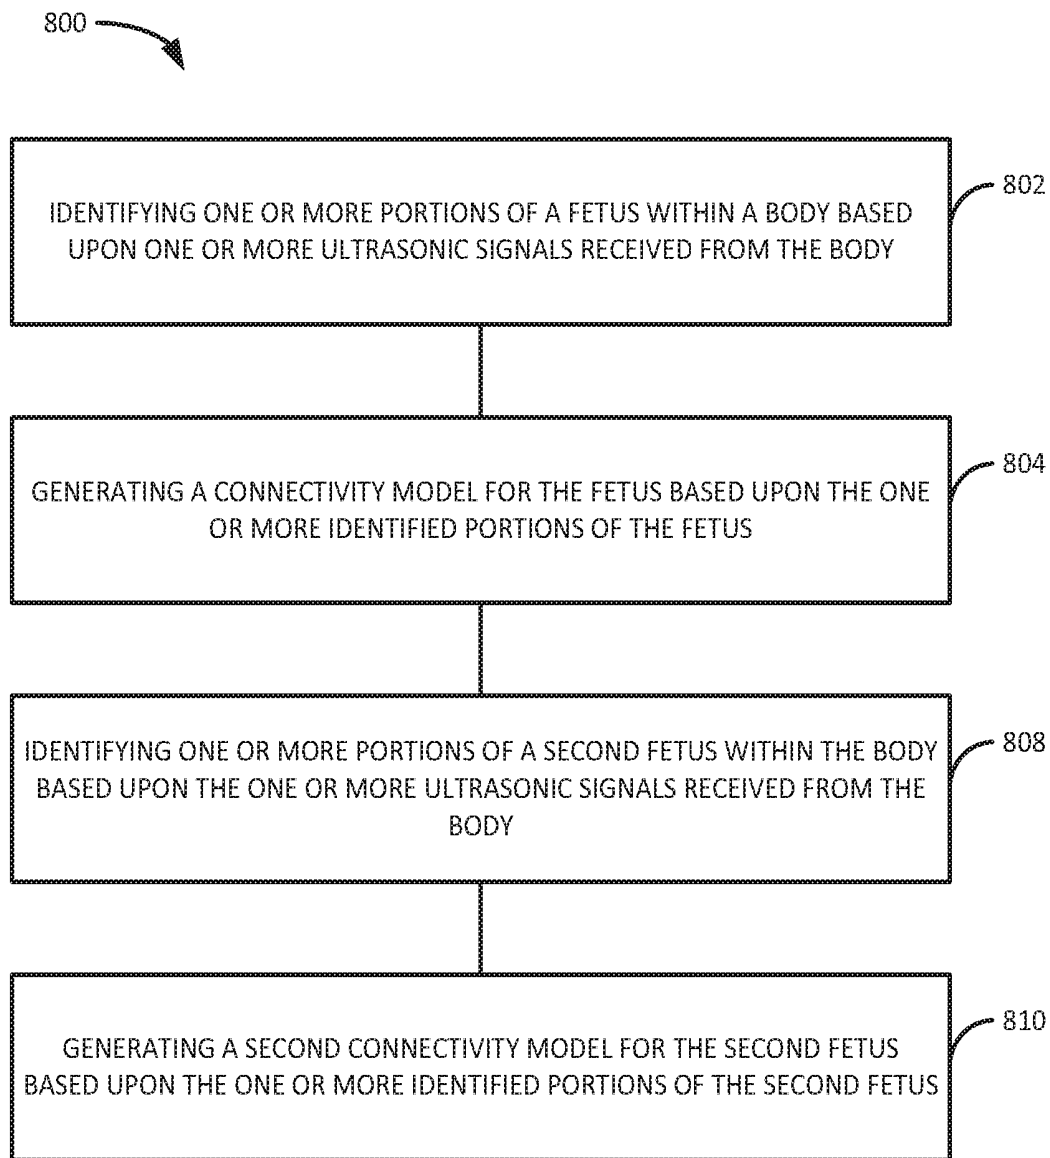 800
IDENTIFYING ONE OR MORE PORTIONS OF A FETUS WITHIN A BODY BASED
UPON ONE OR MORE ULTRASONIC SIGNALS RECEIVED FROM THE BODY
802
GENERATING A CONNECTIVITY MODEL FOR THE FETUS BASED UPON THE ONE
OR MORE IDENTIFIED PORTIONS OF THE FETUS
804
IDENTIFYING ONE OR MORE PORTIONS OF A SECOND FETUS WITHIN THE BODY
BASED UPON THE ONE OR MORE ULTRASONIC SIGNALS RECEIVED FROM THE
BODY
808
GENERATING A SECOND CONNECTIVITY MODEL FOR THE SECOND FETUS
BASED UPON THE ONE OR MORE IDENTIFIED PORTIONS OF THE SECOND FETUS
810